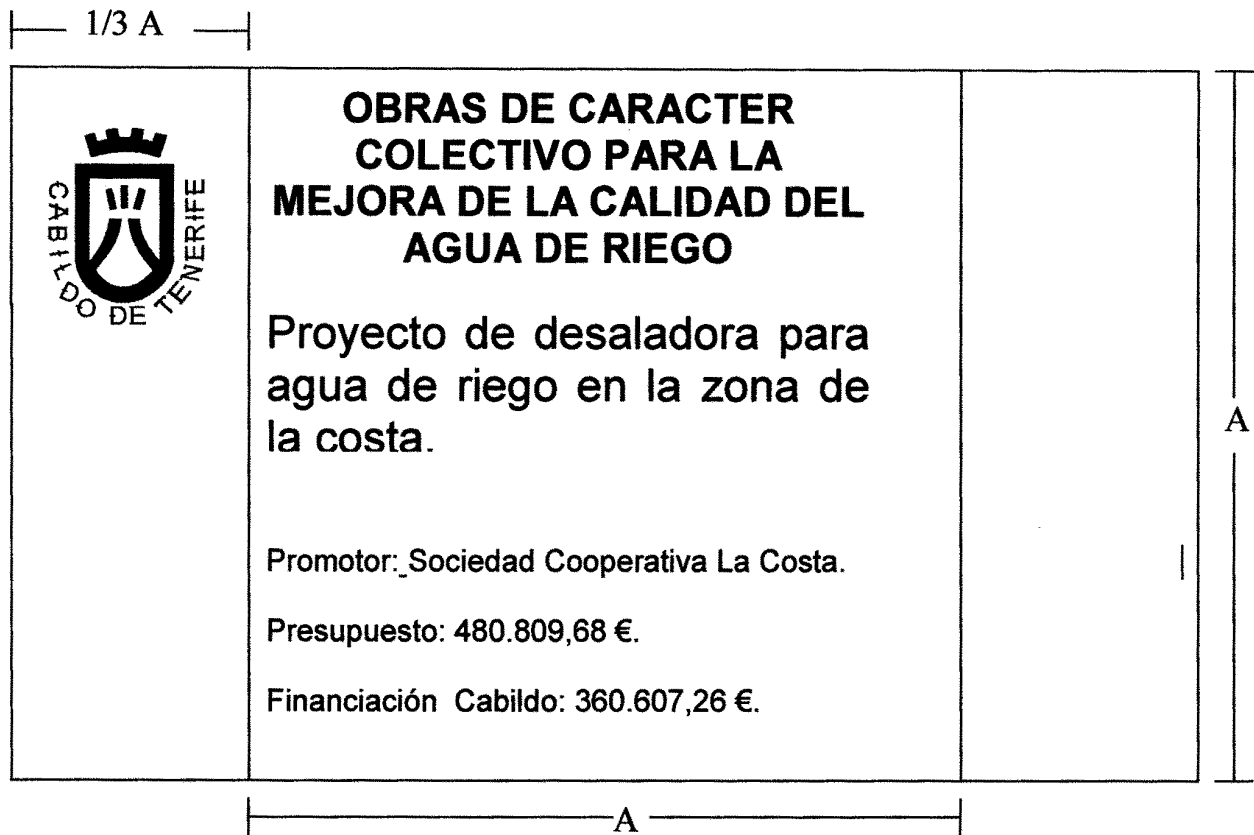 1/3 A
CABILDO DE TENERIFE
OBRAS DE CARACTER
COLECTIVO PARA LA
MEJORA DE LA CALIDAD DEL
AGUA DE RIEGO
Proyecto de desaladora para
agua de riego en la zona de
la costa.
A
Promotor: Sociedad Cooperativa La Costa.
Presupuesto: 480.809,68 €.
Financiación Cabildo: 360.607,26 €.
A